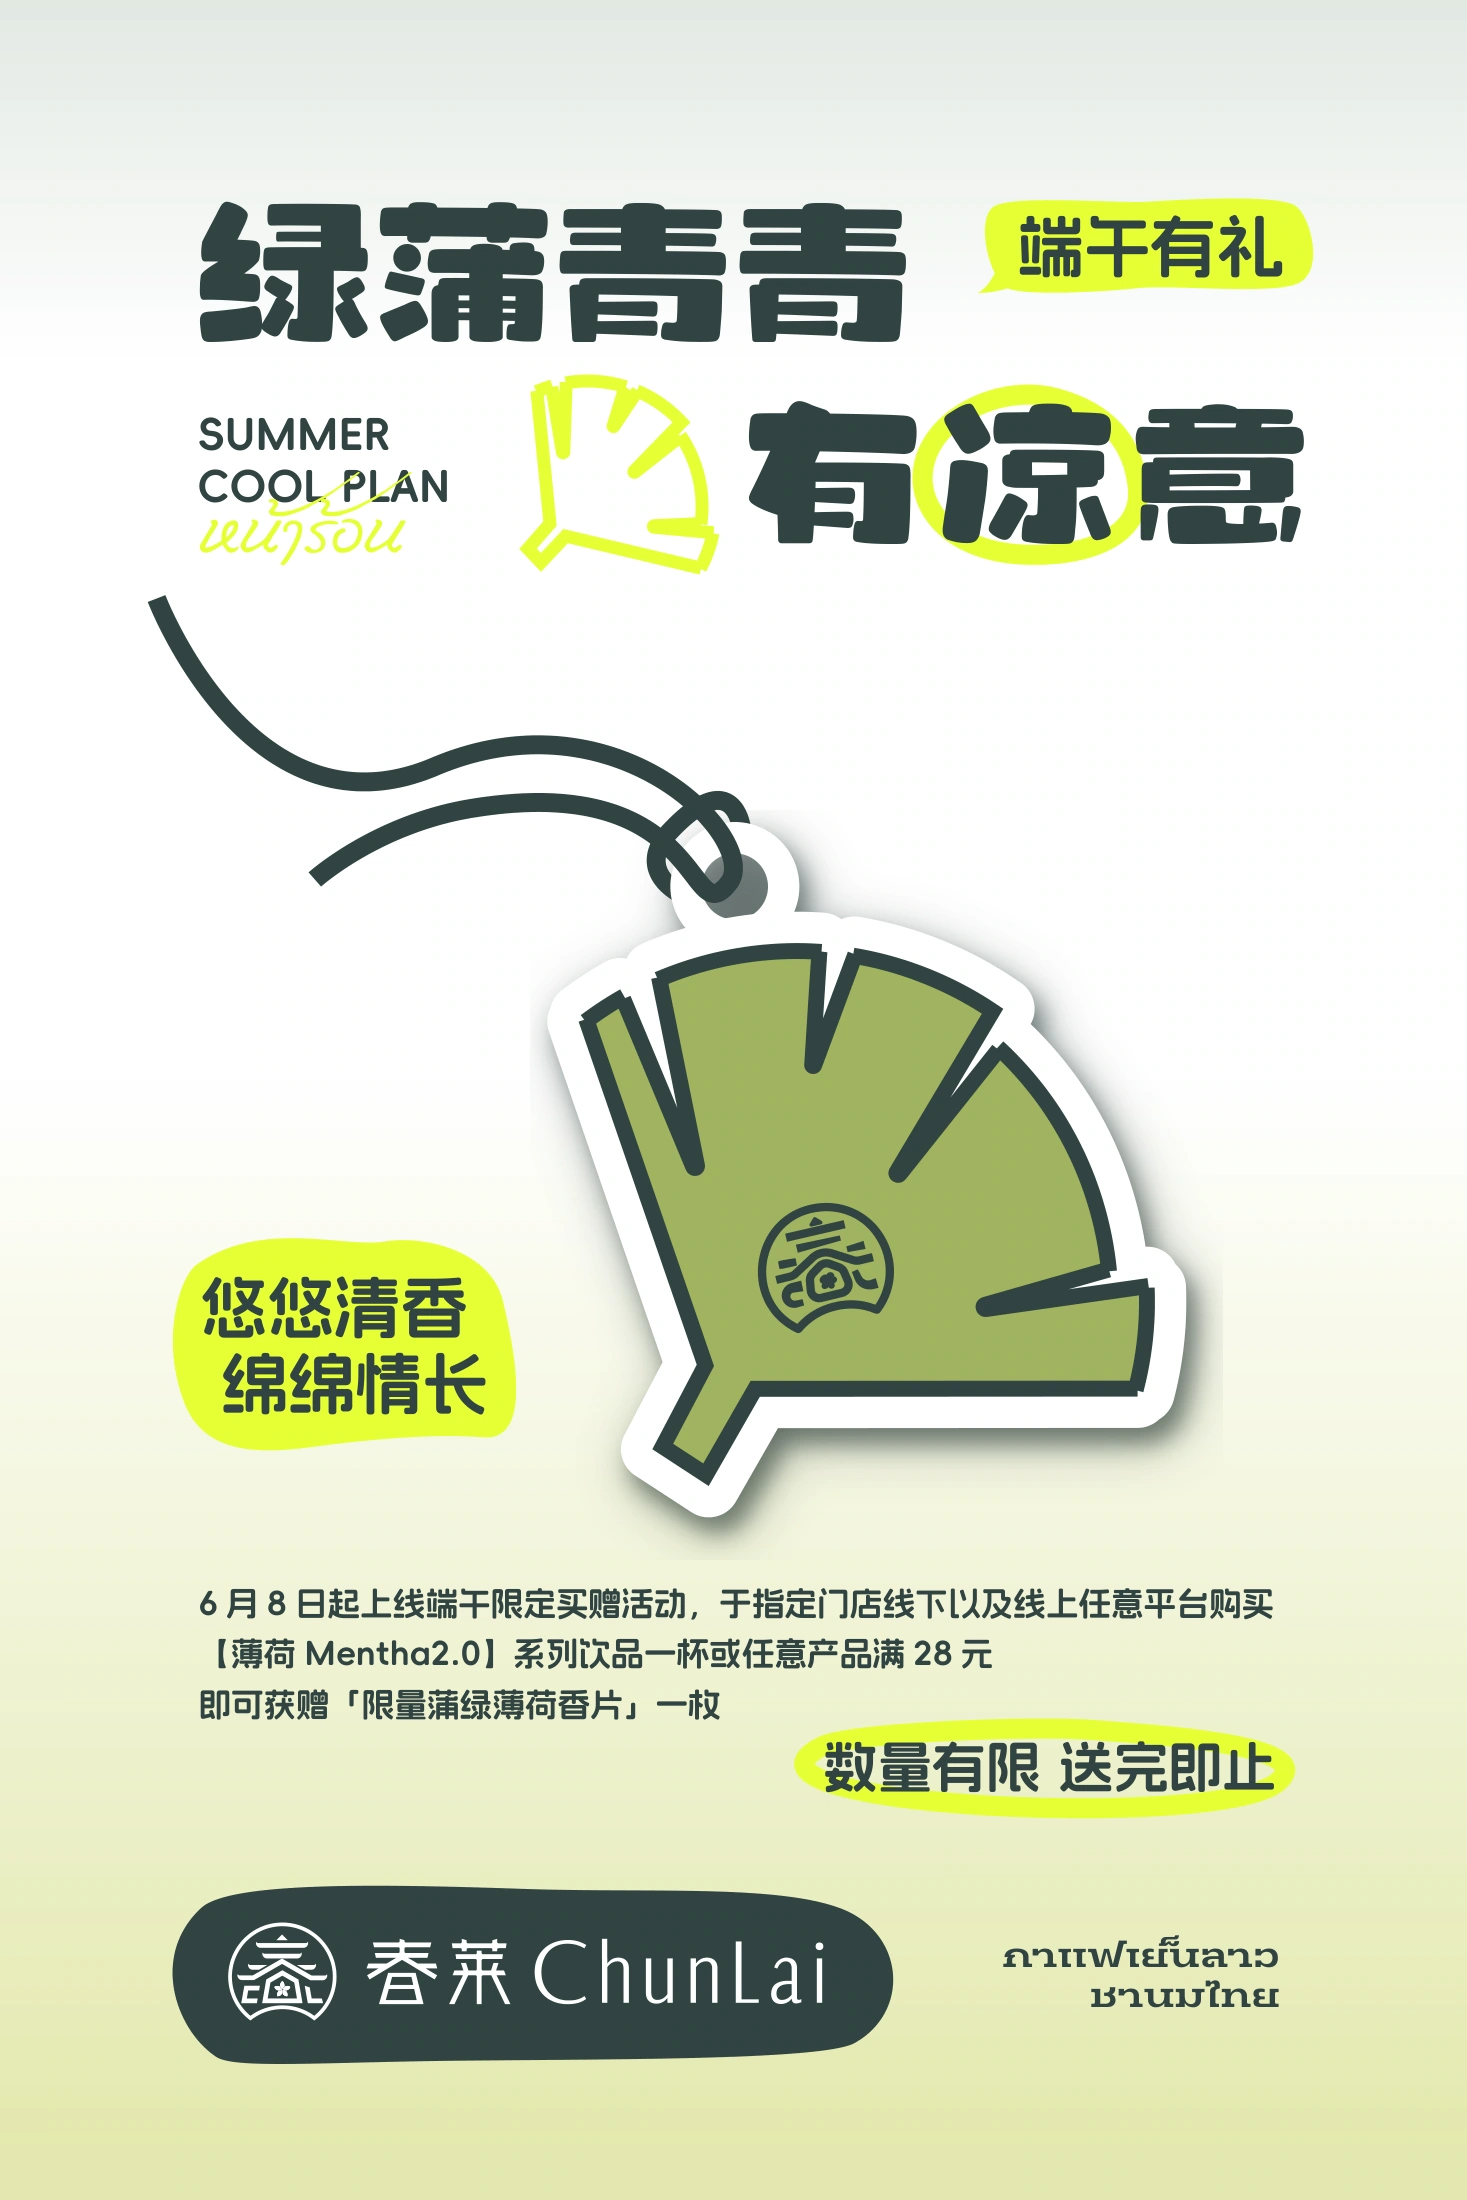 绿蒲青青
端午有礼
有凉意
SUMMER
COOL PLAN
หน้าร้อน
悠悠清香
绵绵情长
6月8日起上线端午限定买赠活动，于指定门店线下以及线上任意平台购买
【薄荷 Mentha2.0】系列饮品一杯或任意产品满28元
即可获赠「限量蒲绿薄荷香片」一枚
数量有限 送完即止
春莱 ChunLai
กาแฟเย็นลาว
ชานมไทย